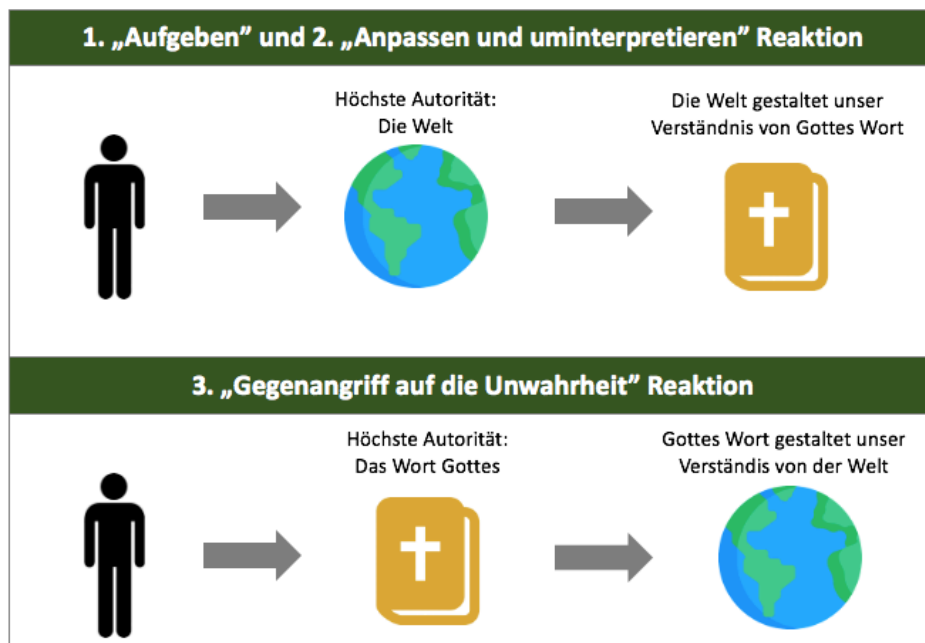 1. „Aufgeben” und 2. „Anpassen und uminterpretieren” Reaktion
Höchste Autorität:
Die Welt
Die Welt gestaltet unser
Verständnis von Gottes Wort
3. „Gegenangriff auf die Unwahrheit” Reaktion
Höchste Autorität:
Das Wort Gottes
Gottes Wort gestaltet unser
Verständis von der Welt